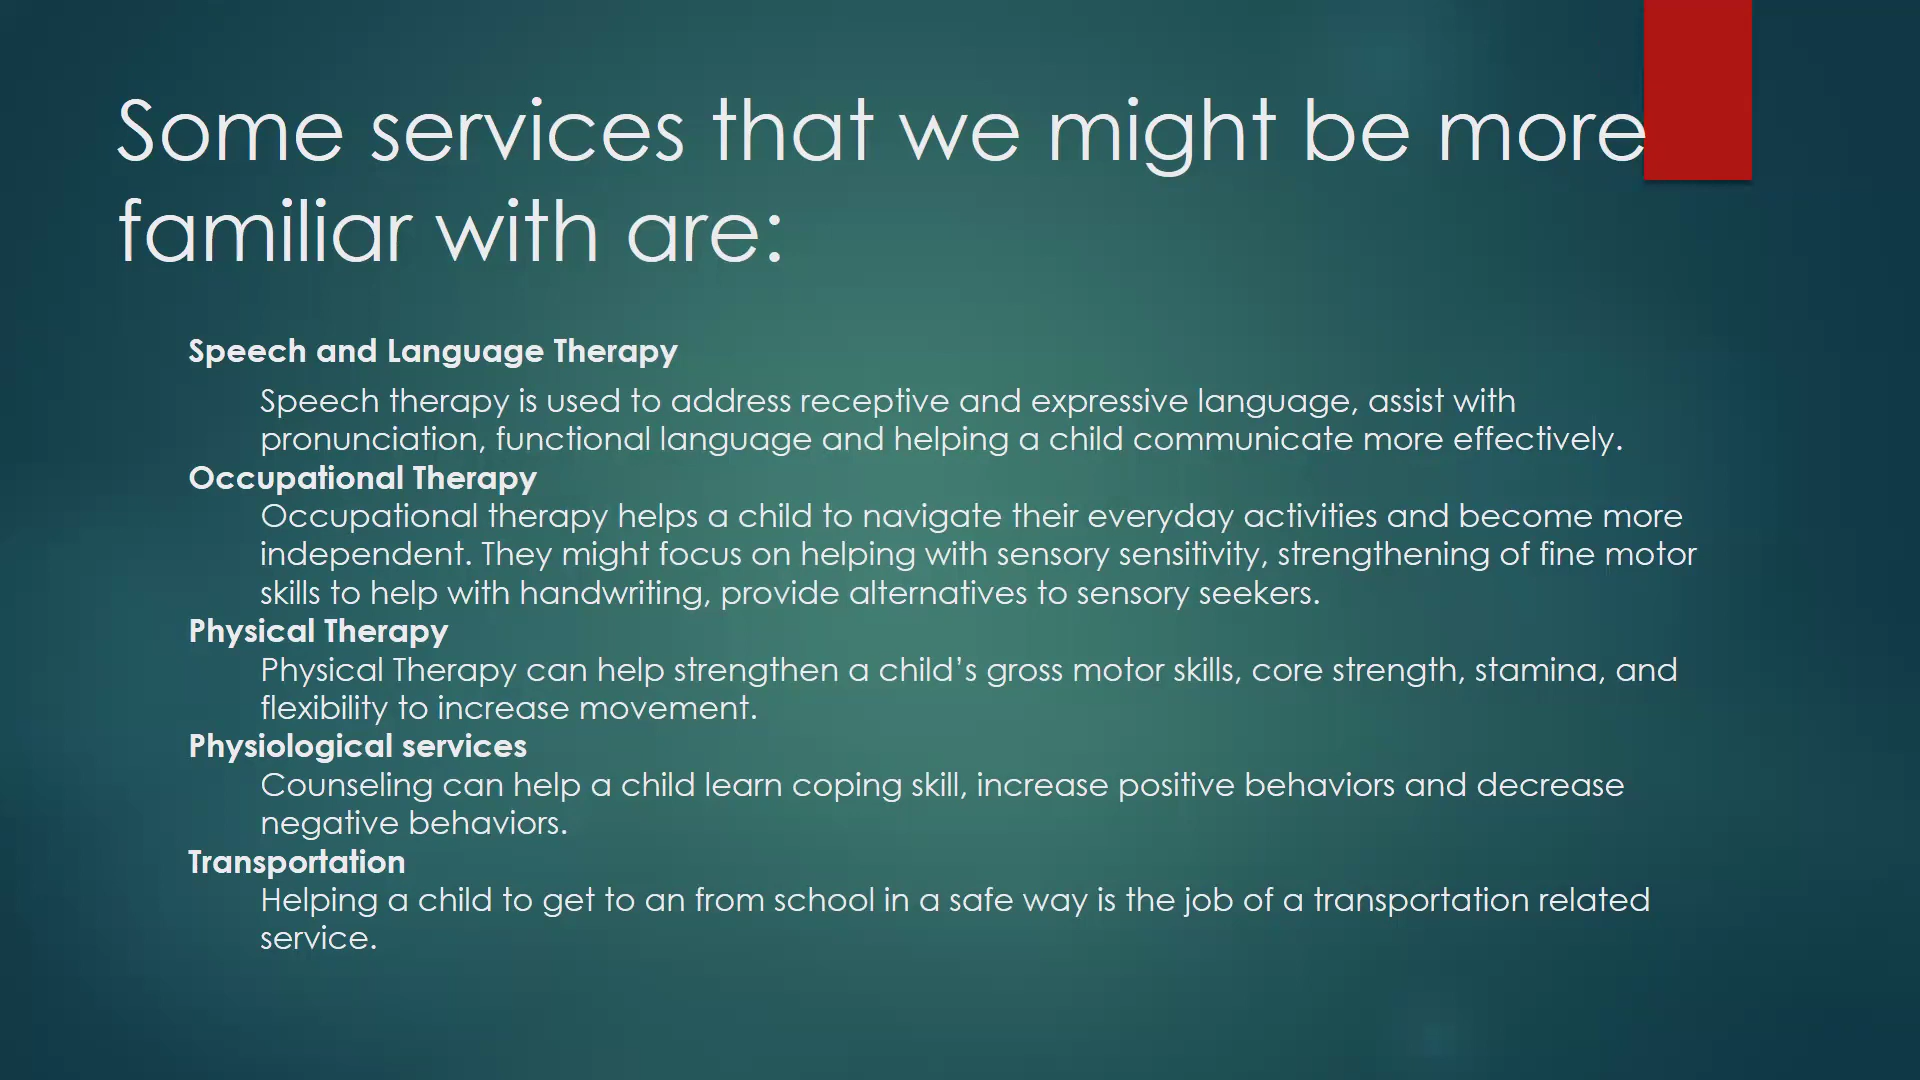 Some services that we might be more
familiar with are:
Speech and Language Therapy
Speech therapy is used to address receptive and expressive language, assist with
pronunciation, functional language and helping a child communicate more effectively.
Occupational Therapy
Occupational therapy helps a child to navigate their everyday activities and become more
independent. They might focus on helping with sensory sensitivity, strengthening of fine motor
skills to help with handwriting, provide alternatives to sensory seekers.
Physical Therapy
Physical Therapy can help strengthen a child’s gross motor skills, core strength, stamina, and
flexibility to increase movement.
Physiological services
Counseling can help a child learn coping skill, increase positive behaviors and decrease
negative behaviors.
Transportation
Helping a child to get to an from school in a safe way is the job of a transportation related
service.